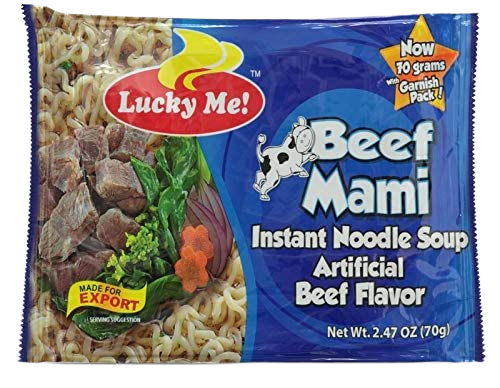 Lucky Me!
TM
Now
70 grams
with Garnish
Pack!
Beef
Mami
Instant Noodle Soup
Artificial
Beef Flavor
Net Wt. 2.47 OZ (70g)
MADE FOR
EXPORT
SERVING SUGGESTION